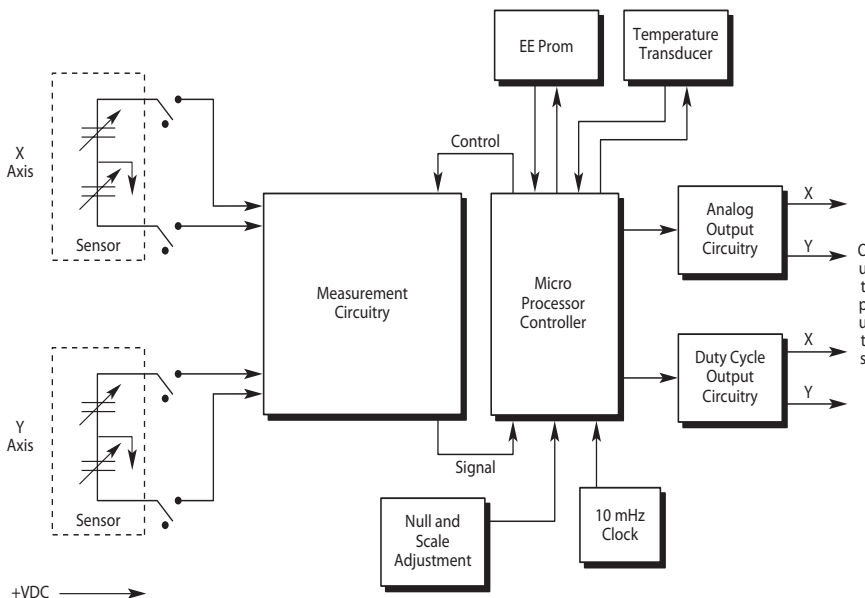 EE Prom
Temperature
Transducer
X
Axis
Sensor
Control
Measurement
Circuitry
Micro
Processor
Controller
Analog
Output
Circuitry
X
Y
Duty Cycle
Output
Circuitry
X
Y
Y
Axis
Sensor
Signal
Null and
Scale
Adjustment
10 mHz
Clock
+VDC